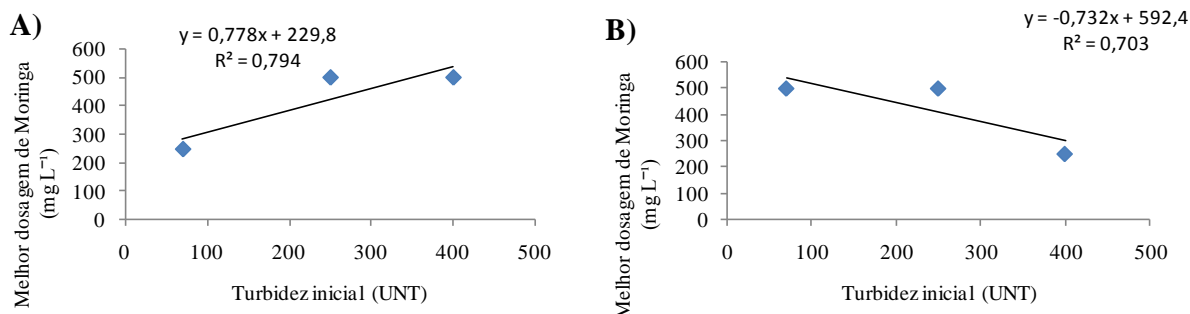 A)
y = 0,778x + 229,8
R² = 0,794
Melhor dosagem de Moringa
(mg L⁻¹)
600
500
400
300
200
100
0
0 100 200 300 400 500
Turbidez inicial (UNT)
B)
y = -0,732x + 592,4
R² = 0,703
Melhor dosagem de Moringa
(mg L⁻¹)
600
500
400
300
200
100
0
0 100 200 300 400 500
Turbidez inicial (UNT)